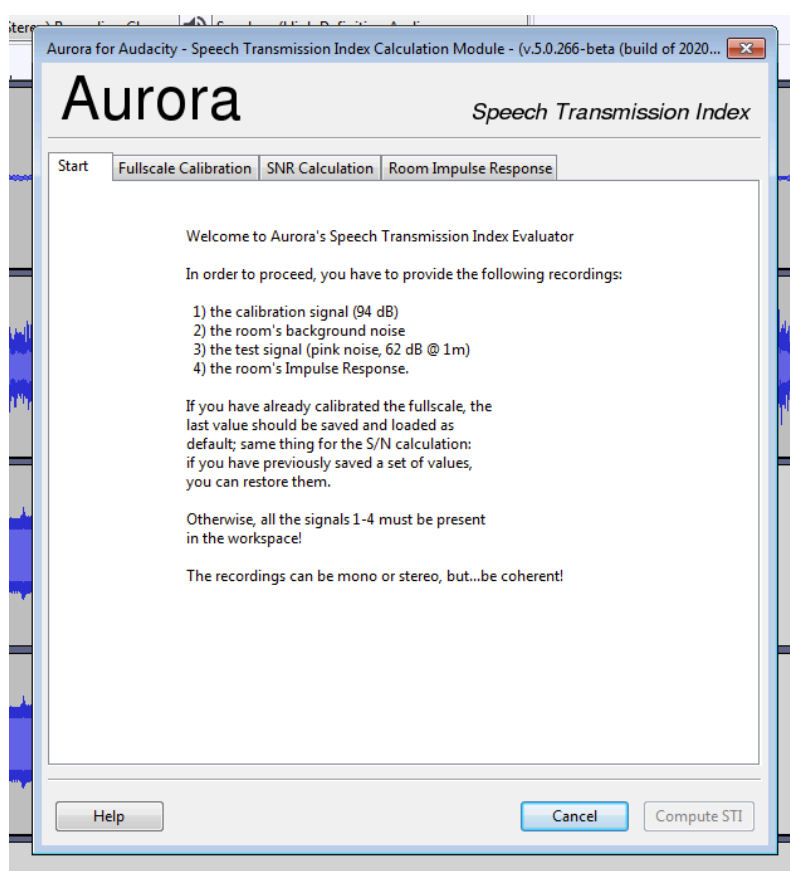 Aurora for Audacity - Speech Transmission Index Calculation Module - (v.5.0.266-beta (build of 2020...
Aurora
Speech Transmission Index
Start
Fullscale Calibration
SNR Calculation
Room Impulse Response
Welcome to Aurora's Speech Transmission Index Evaluator
In order to proceed, you have to provide the following recordings:
1) the calibration signal (94 dB)
2) the room's background noise
3) the test signal (pink noise, 62 dB @ 1m)
4) the room's Impulse Response.
If you have already calibrated the fullscale, the
last value should be saved and loaded as
default; same thing for the S/N calculation:
if you have previously saved a set of values,
you can restore them.
Otherwise, all the signals 1-4 must be present
in the workspace!
The recordings can be mono or stereo, but...be coherent!
Help
Cancel
Compute STI